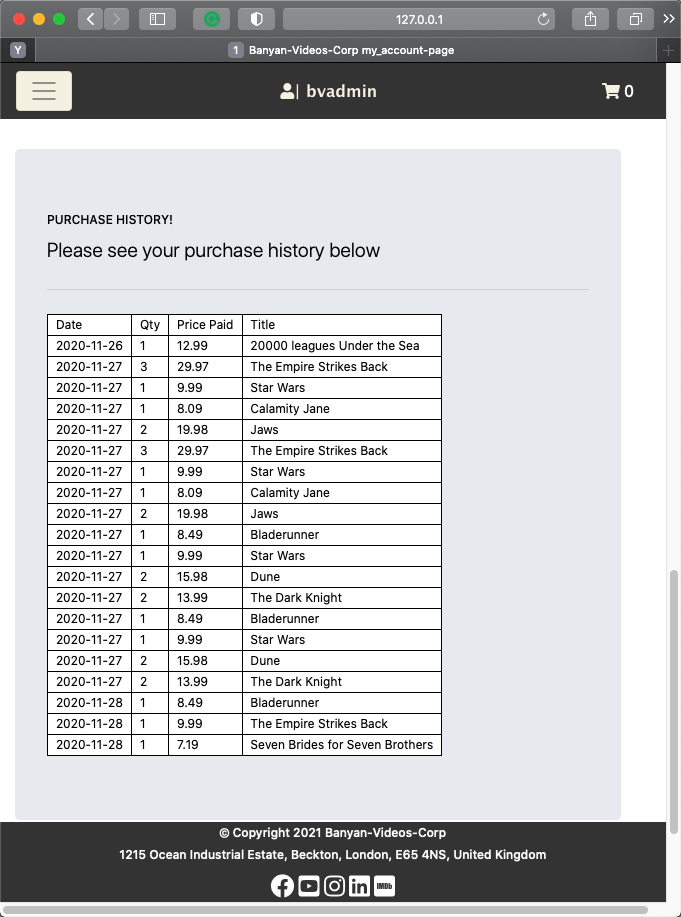 127.0.0.1
Y
1 Banyan-Videos-Corp my_account-page
| bvadmin
0
PURCHASE HISTORY!
Please see your purchase history below
Date Qty Price Paid Title
2020-11-26 1 12.99 20000 leagues Under the Sea
2020-11-27 3 29.97 The Empire Strikes Back
2020-11-27 1 9.99 Star Wars
2020-11-27 1 8.09 Calamity Jane
2020-11-27 2 19.98 Jaws
2020-11-27 3 29.97 The Empire Strikes Back
2020-11-27 1 9.99 Star Wars
2020-11-27 1 8.09 Calamity Jane
2020-11-27 2 19.98 Jaws
2020-11-27 1 8.49 Bladerunner
2020-11-27 1 9.99 Star Wars
2020-11-27 2 15.98 Dune
2020-11-27 2 13.99 The Dark Knight
2020-11-27 1 8.49 Bladerunner
2020-11-27 1 9.99 Star Wars
2020-11-27 2 15.98 Dune
2020-11-27 2 13.99 The Dark Knight
2020-11-28 1 8.49 Bladerunner
2020-11-28 1 9.99 The Empire Strikes Back
2020-11-28 1 7.19 Seven Brides for Seven Brothers
© Copyright 2021 Banyan-Videos-Corp
1215 Ocean Industrial Estate, Beckton, London, E65 4NS, United Kingdom
IMDb